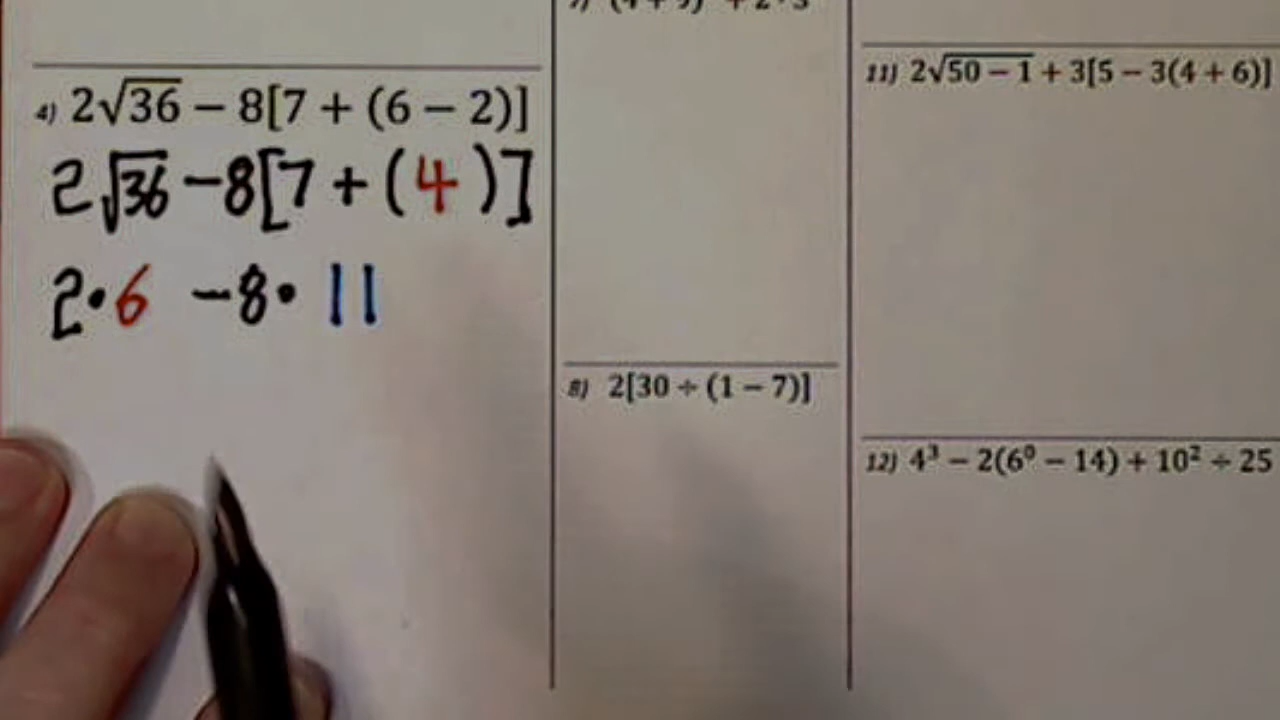 4) 2√36 − 8[7 + (6 − 2)]
2√36 −8[7 + (4)]
2·6 −8· 11
8) 2[30 ÷ (1 − 7)]
11) 2√50 − 1 + 3[5 − 3(4 + 6)]
12) 4³ − 2(6⁰ − 14) + 10² ÷ 25